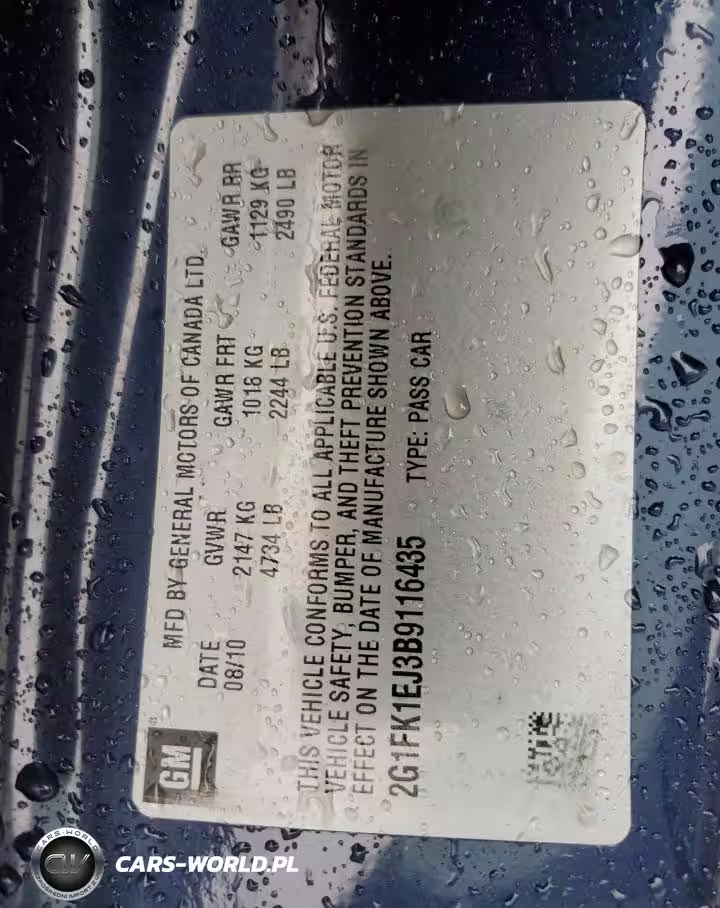 GM
MFD BY GENERAL MOTORS OF CANADA LTD.
DATE GVWR GAWR FRT GAWR RR
08/10 2147 KG 1018 KG 1129 KG
4734 LB 2244 LB 2490 LB
THIS VEHICLE CONFORMS TO ALL APPLICABLE U.S. FEDERAL MOTOR
VEHICLE SAFETY, BUMPER, AND THEFT PREVENTION STANDARDS IN
EFFECT ON THE DATE OF MANUFACTURE SHOWN ABOVE.
2G1FK1EJ3B9116435 TYPE: PASS CAR
CARS-WORLD
CW
CARS-WORLD.PL